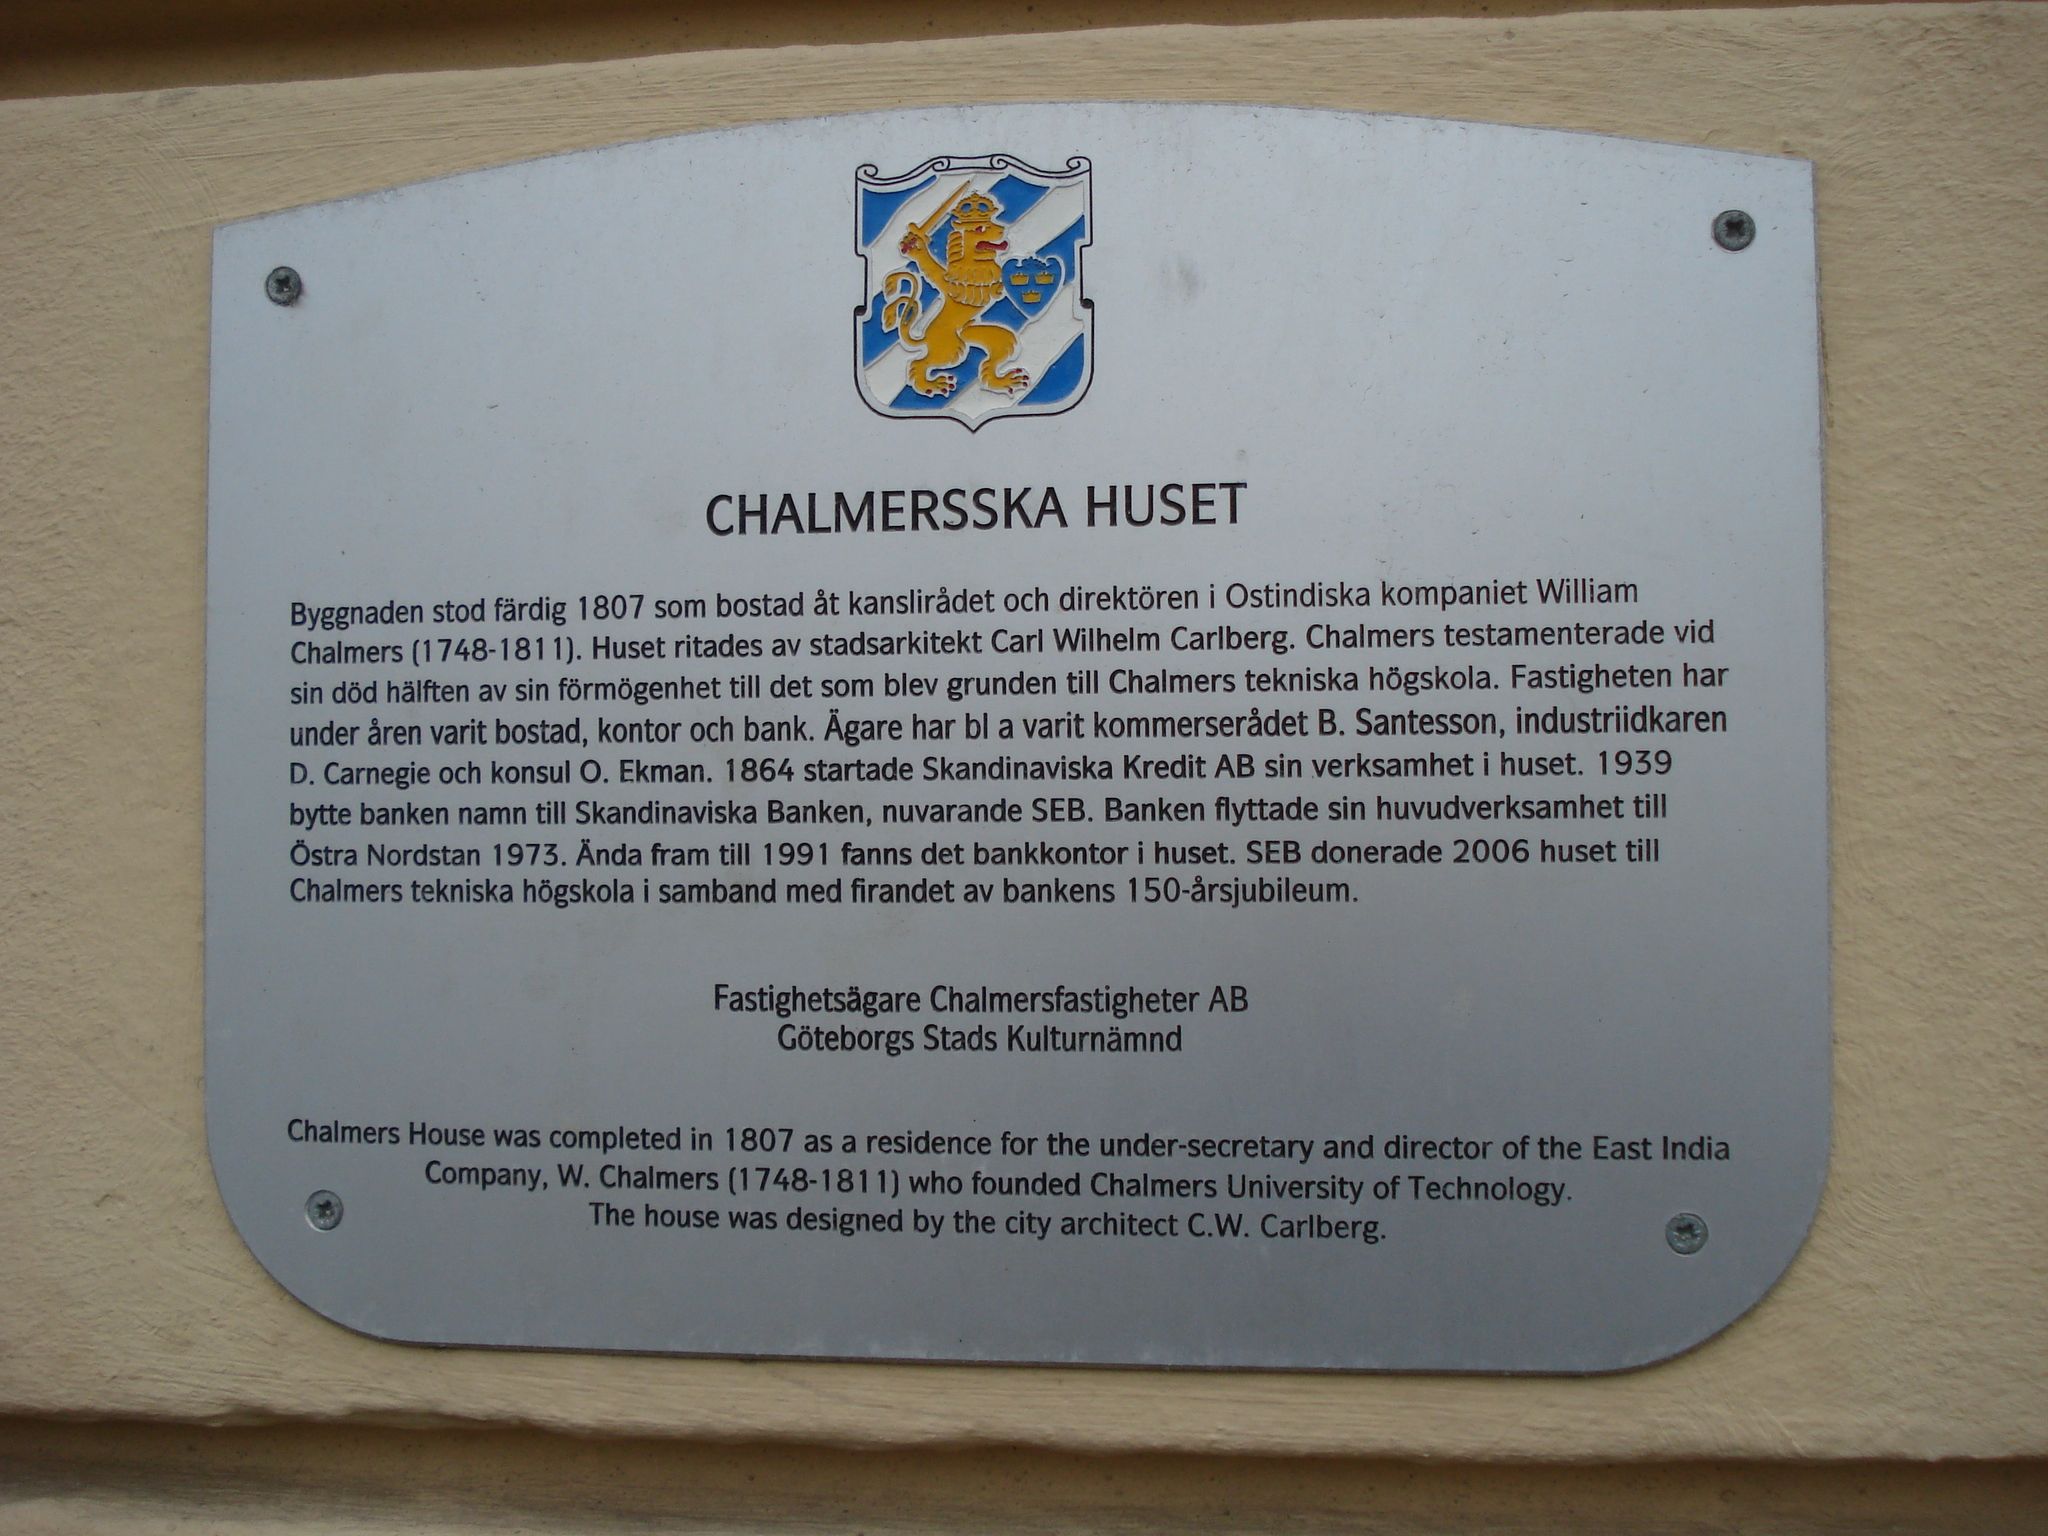 CHALMERSSKA HUSET
Byggnaden stod färdig 1807 som bostad åt kanslirådet och direktören i Ostindiska kompaniet William
Chalmers (1748-1811). Huset ritades av stadsarkitekt Carl Wilhelm Carlberg. Chalmers testamenterade vid
sin död hälften av sin förmögenhet till det som blev grunden till Chalmers tekniska högskola. Fastigheten har
under åren varit bostad, kontor och bank. Ägare har bl a varit kommerserådet B. Santesson, industriidkaren
D. Carnegie och konsul O. Ekman. 1864 startade Skandinaviska Kredit AB sin verksamhet i huset. 1939
bytte banken namn till Skandinaviska Banken, nuvarande SEB. Banken flyttade sin huvudverksamhet till
Östra Nordstan 1973. Ända fram till 1991 fanns det bankkontor i huset. SEB donerade 2006 huset till
Chalmers tekniska högskola i samband med firandet av bankens 150-årsjubileum.
Fastighetsägare Chalmersfastigheter AB
Göteborgs Stads Kulturnämnd
Chalmers House was completed in 1807 as a residence for the under-secretary and director of the East India
Company, W. Chalmers (1748-1811) who founded Chalmers University of Technology.
The house was designed by the city architect C.W. Carlberg.